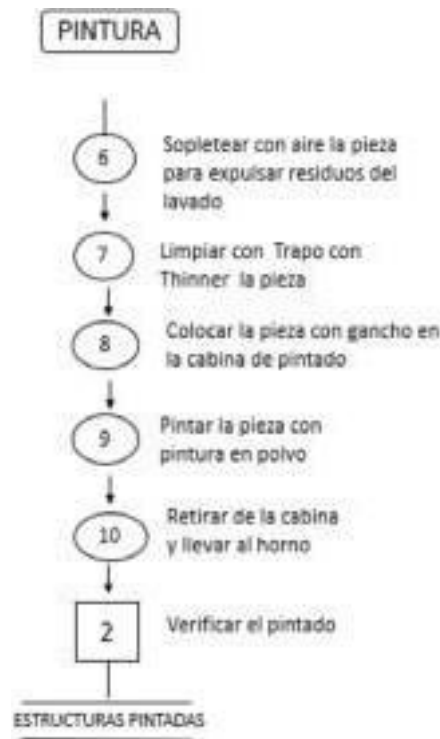 PINTURA
6
Sopletear con aire la pieza
para expulsar residuos del
lavado
7
Limpiar con Trapo con
Thinner la pieza
8
Colocar la pieza con gancho en
la cabina de pintado
9
Pintar la pieza con
pintura en polvo
10
Retirar de la cabina
y llevar al horno
2
Verificar el pintado
ESTRUCTURAS PINTADAS